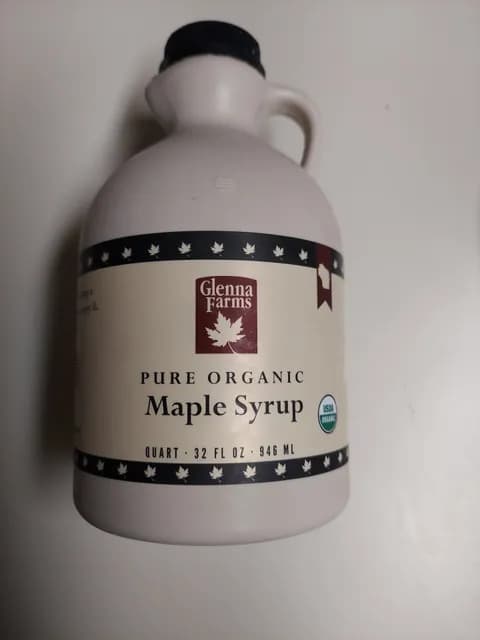 Glenna
Farms
PURE ORGANIC
Maple Syrup
USDA
ORGANIC
QUART · 32 FL OZ · 946 ML